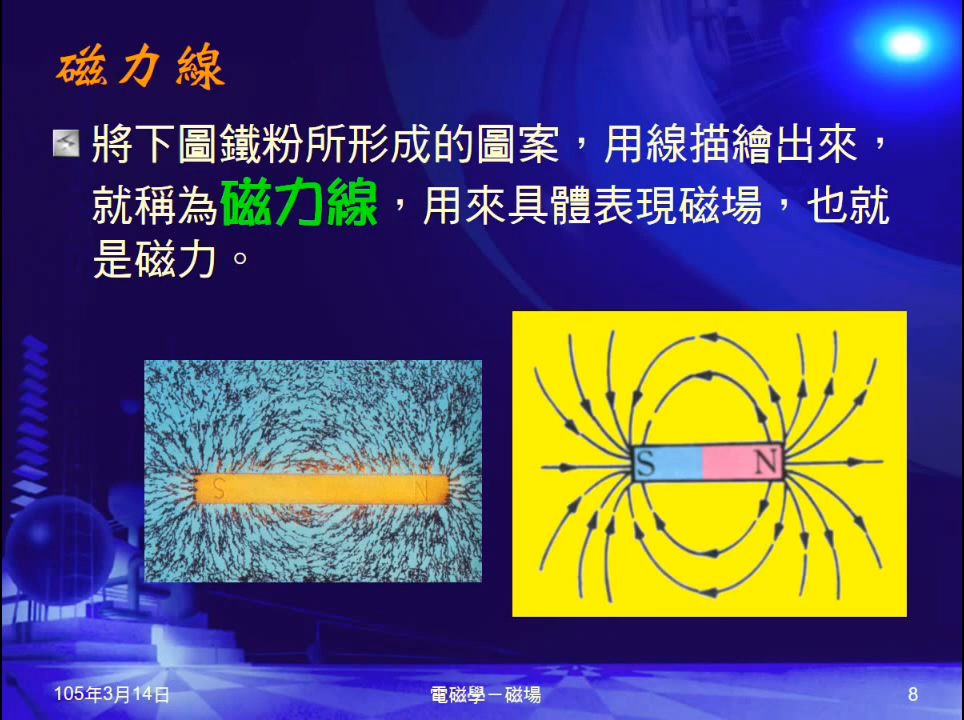 磁力線
將下圖鐵粉所形成的圖案，用線描繪出來，
就稱為磁力線，用來具體表現磁場，也就
是磁力。
S N
S N
105年3月14日
電磁學－磁場
8